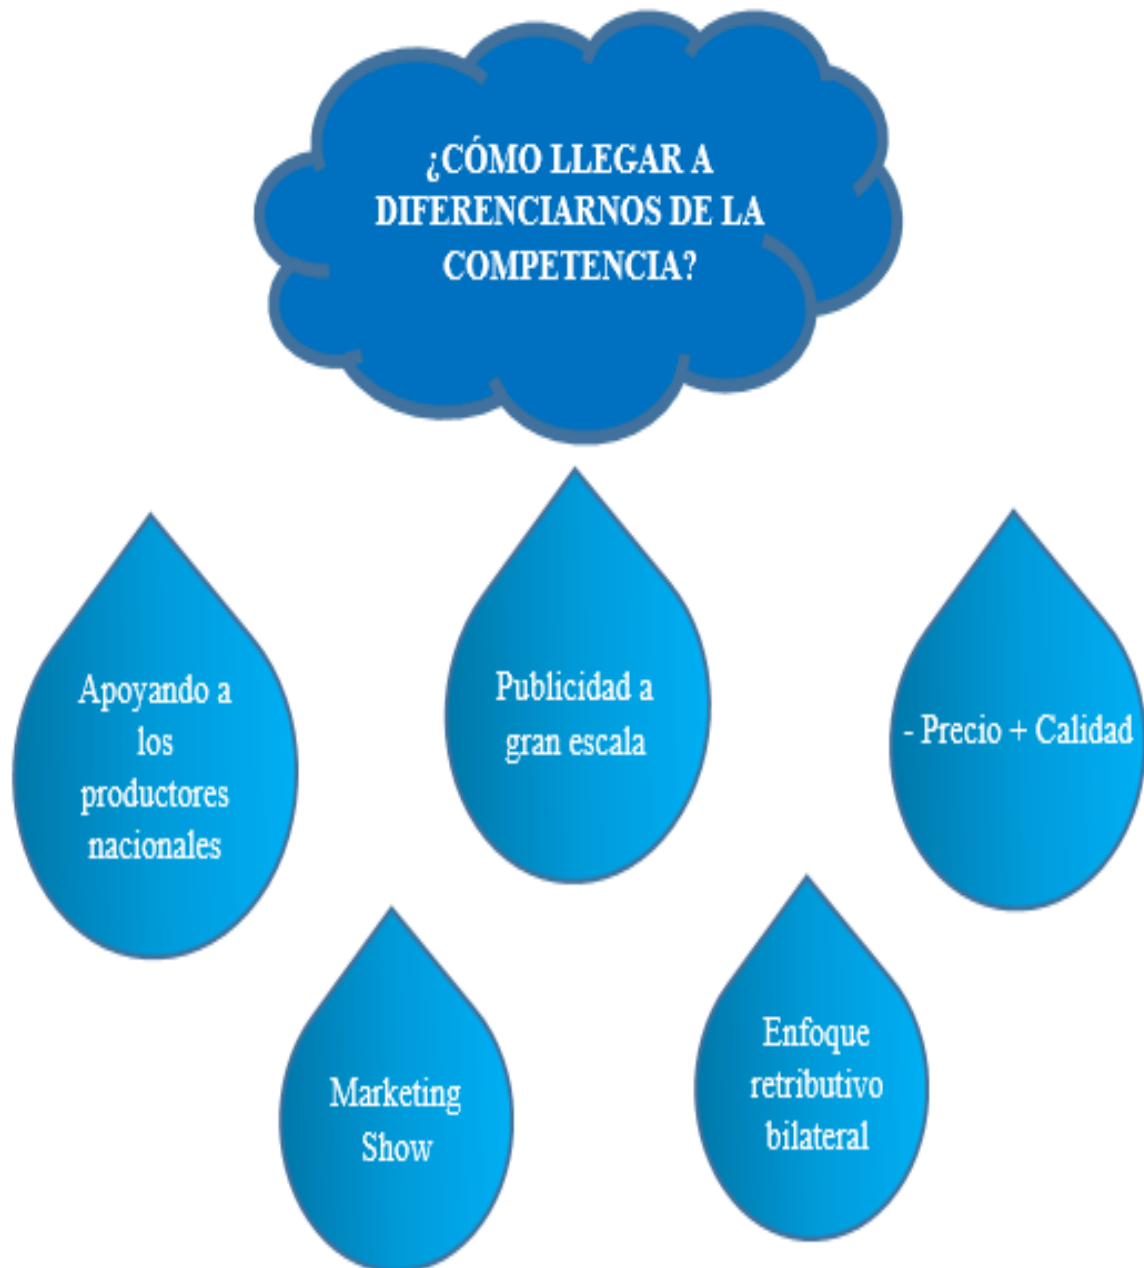 ¿CÓMO LLEGAR A
DIFERENCIARNOS DE LA
COMPETENCIA?
Apoyando a
los
productores
nacionales
Publicidad a
gran escala
- Precio + Calidad
Marketing
Show
Enfoque
retributivo
bilateral